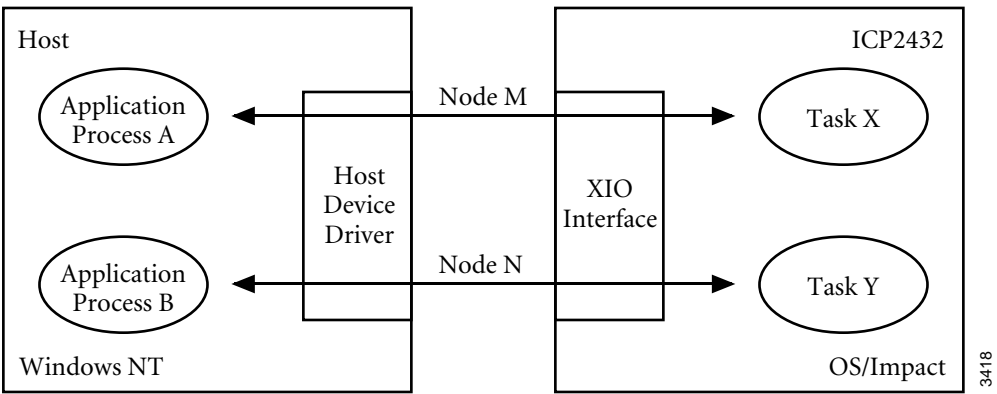 Host
ICP2432
Application
Process A
Node M
Task X
Host
Device
Driver
XIO
Interface
Application
Process B
Node N
Task Y
Windows NT
OS/Impact
3418